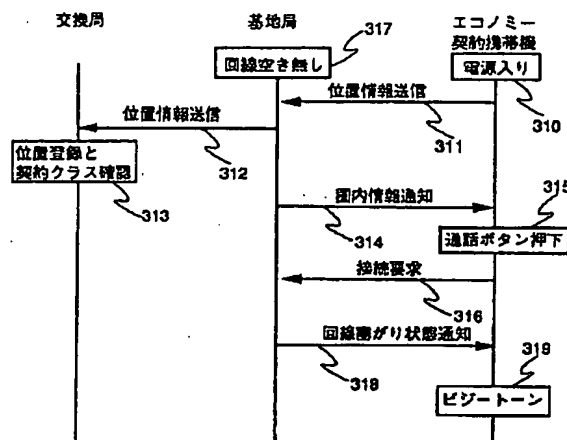 交換局
基地局
エコノミー
契約携帯機
317
回線空き無し
電源入り
位置情報送信
310
位置情報送信
311
312
位置登録と
契約クラス確認
313
圏内情報通知
315
314
通話ボタン押下
接続要求
316
回線塞がり状態通知
318
319
ビジートーン